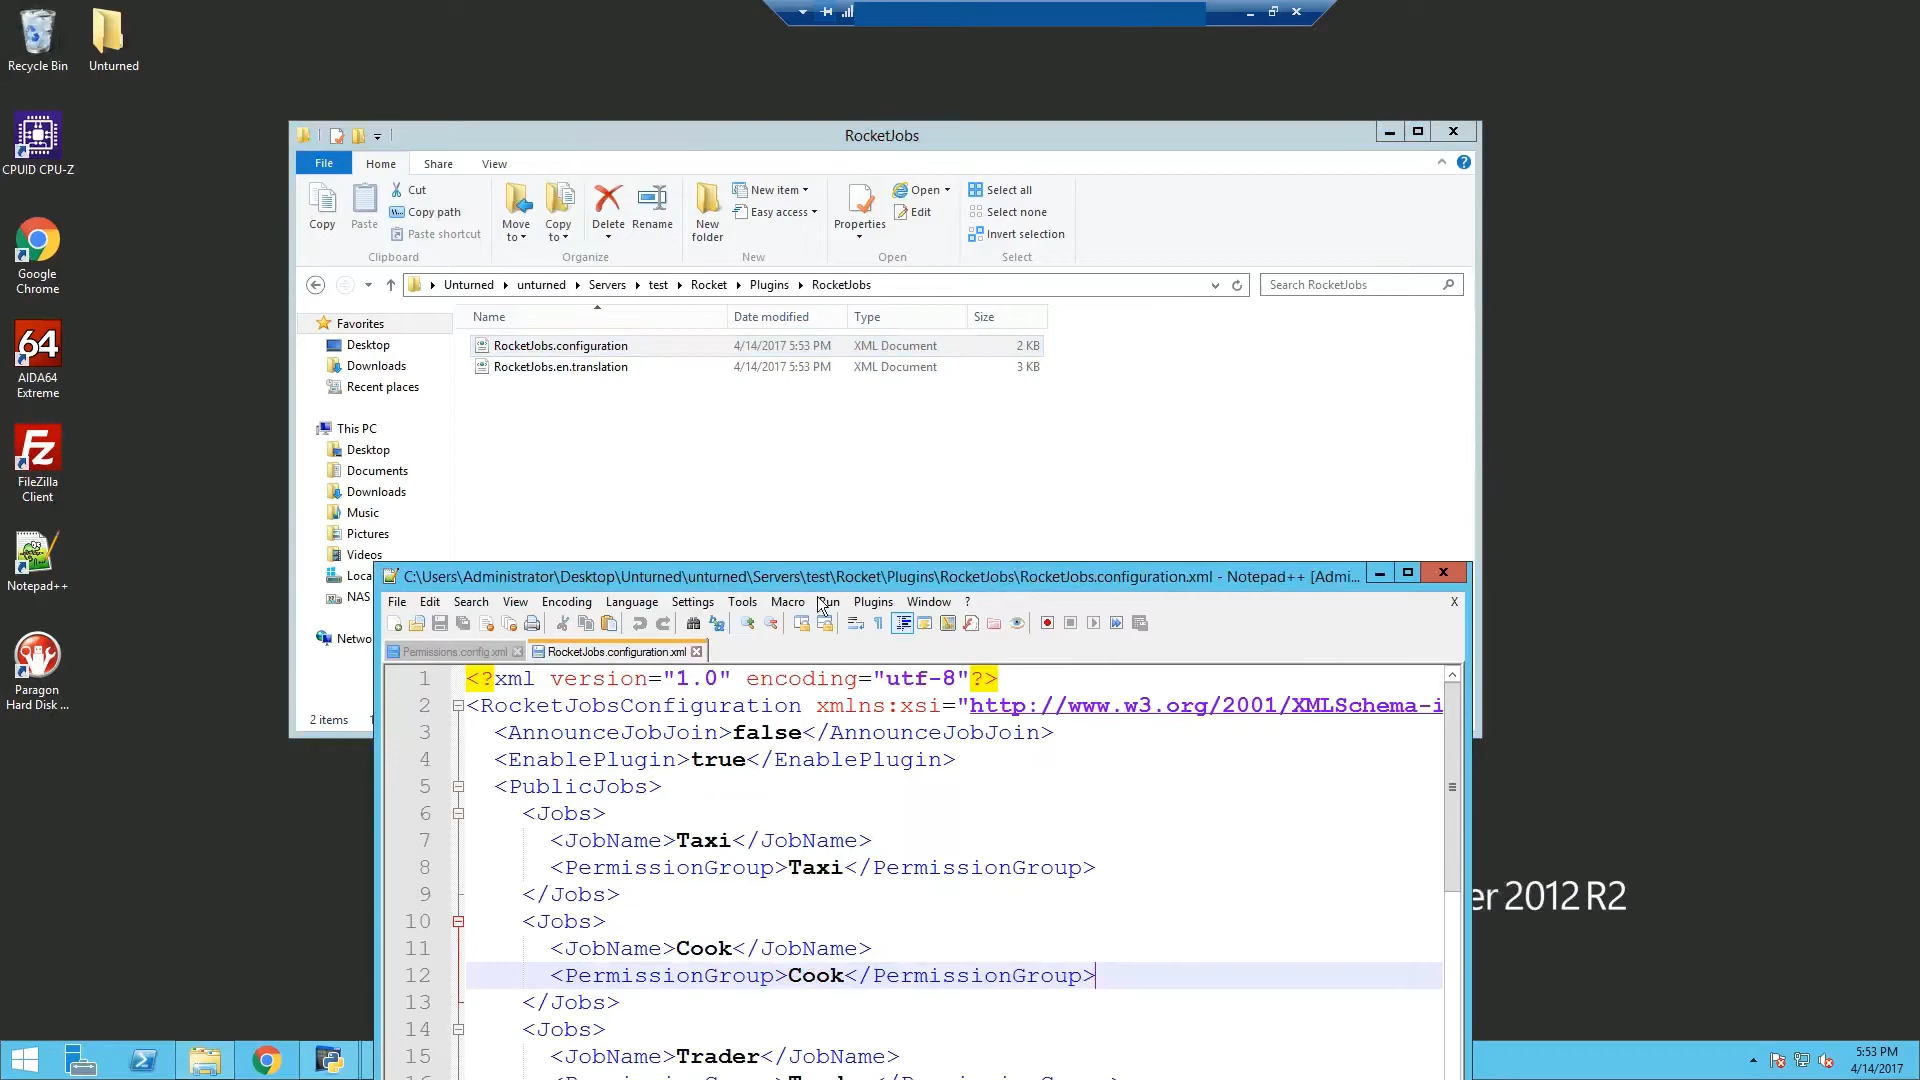 Recycle Bin
Unturned
CPUID CPU-Z
Google
Chrome
AIDA64
Extreme
FileZilla
Client
Notepad++
Paragon
Hard Disk ...
RocketJobs
File Home Share View
Copy
Paste
Cut
Copy path
Paste shortcut
Clipboard
Move
to
Copy
to
Delete
Rename
Organize
New
folder
New item
Easy access
New
Properties
Open
Edit
Open
Select all
Select none
Invert selection
Select
Unturned unturned Servers test Rocket Plugins RocketJobs
Search RocketJobs
Favorites
Desktop
Downloads
Recent places
This PC
Desktop
Documents
Downloads
Music
Pictures
Videos
Loca
NAS
Netwo
Name Date modified Type Size
RocketJobs.configuration 4/14/2017 5:53 PM XML Document 2 KB
RocketJobs.en.translation 4/14/2017 5:53 PM XML Document 3 KB
2 items
C:\Users\Administrator\Desktop\Unturned\unturned\Servers\test\Rocket\Plugins\RocketJobs\RocketJobs.configuration.xml - Notepad++ [Admi...
File Edit Search View Encoding Language Settings Tools Macro Run Plugins Window ? X
Permissions.config.xml RocketJobs.configuration.xml
1 <?xml version="1.0" encoding="utf-8"?>
2 <RocketJobsConfiguration xmlns:xsi="http://www.w3.org/2001/XMLSchema-i
3 <AnnounceJobJoin>false</AnnounceJobJoin>
4 <EnablePlugin>true</EnablePlugin>
5 <PublicJobs>
6 <Jobs>
7 <JobName>Taxi</JobName>
8 <PermissionGroup>Taxi</PermissionGroup>
9 </Jobs>
10 <Jobs>
11 <JobName>Cook</JobName>
12 <PermissionGroup>Cook</PermissionGroup>
13 </Jobs>
14 <Jobs>
15 <JobName>Trader</JobName>
er 2012 R2
5:53 PM
4/14/2017